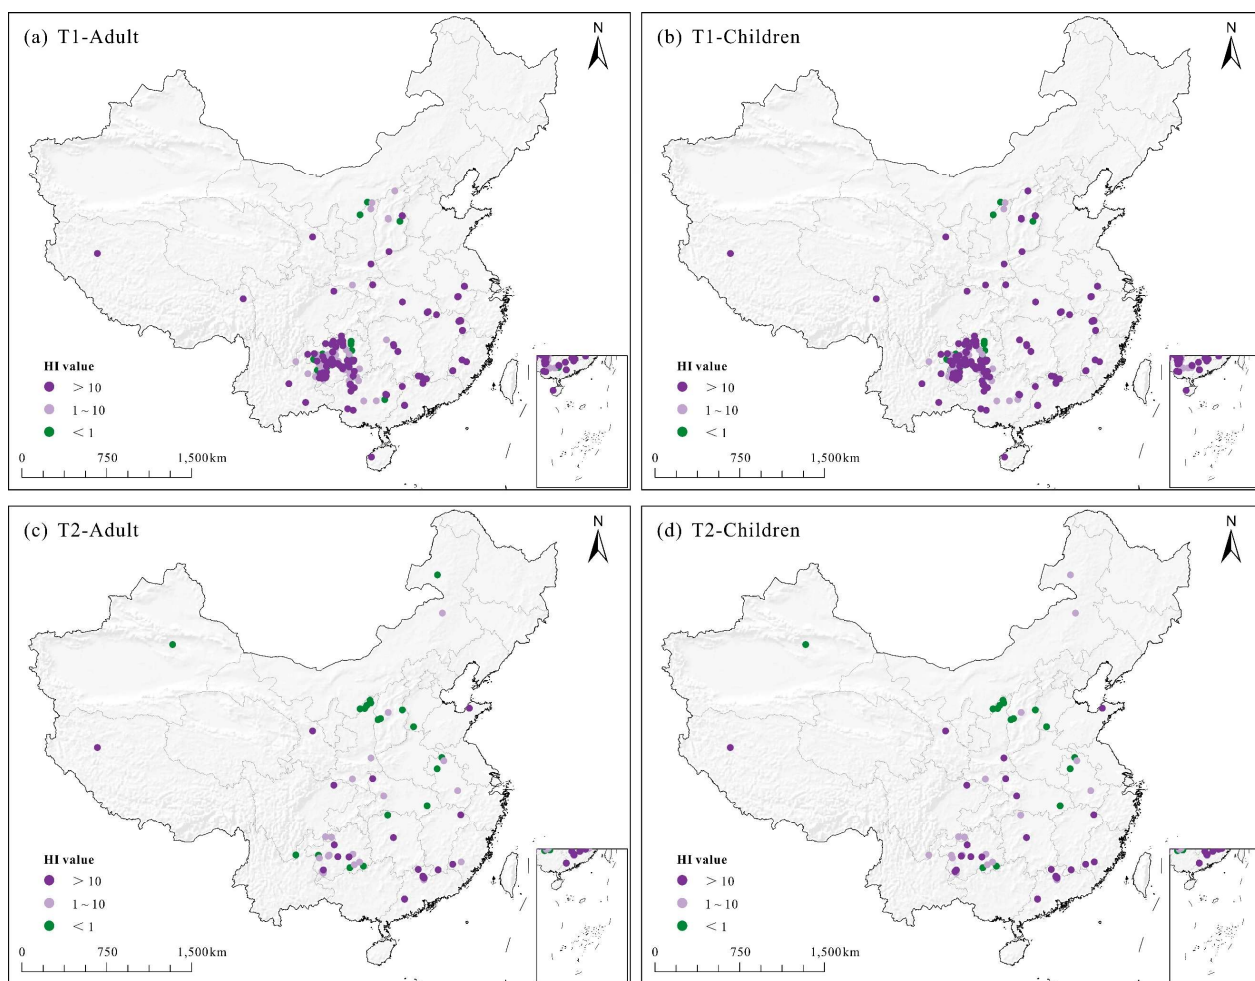 (a) T1-Adult
N
HI value
＞10
1~10
＜1
0 750 1,500km
(b) T1-Children
N
HI value
＞10
1~10
＜1
0 750 1,500km
(c) T2-Adult
N
HI value
＞10
1~10
＜1
0 750 1,500km
(d) T2-Children
N
HI value
＞10
1~10
＜1
0 750 1,500km